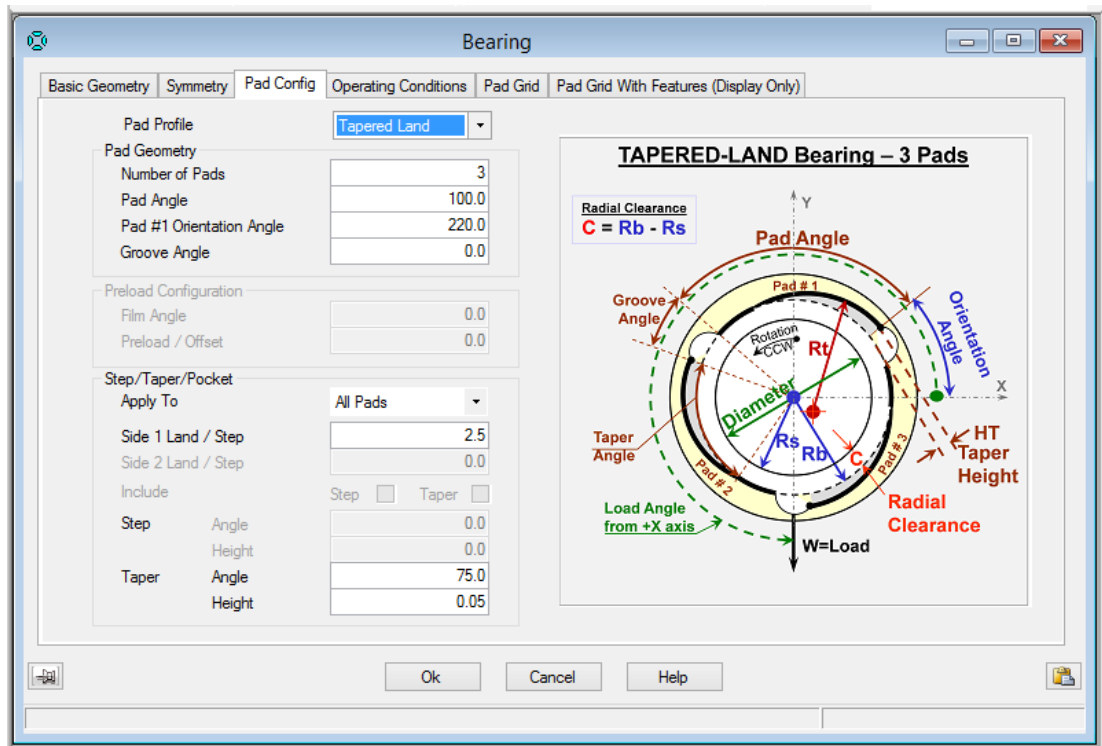 Bearing
Basic Geometry Symmetry Pad Config Operating Conditions Pad Grid Pad Grid With Features (Display Only)
Pad Profile Tapered Land
Pad Geometry
Number of Pads 3
Pad Angle 100.0
Pad #1 Orientation Angle 220.0
Groove Angle 0.0
Preload Configuration
Film Angle 0.0
Preload / Offset 0.0
Step/Taper/Pocket
Apply To All Pads
Side 1 Land / Step 2.5
Side 2 Land / Step 0.0
Include Step Taper
Step Angle 0.0
Height 0.0
Taper Angle 75.0
Height 0.05
TAPERED-LAND Bearing – 3 Pads
Radial Clearance
C = Rb - Rs
Y
Pad Angle
Pad # 1
Groove
Angle
Orientation
Angle
Rotation
CCW
Rt
X
Diameter
Rs
Rb
C
Taper
Angle
Pad # 2
Pad # 3
HT
Taper
Height
Load Angle
from +X axis
Radial
Clearance
W=Load
Ok Cancel Help